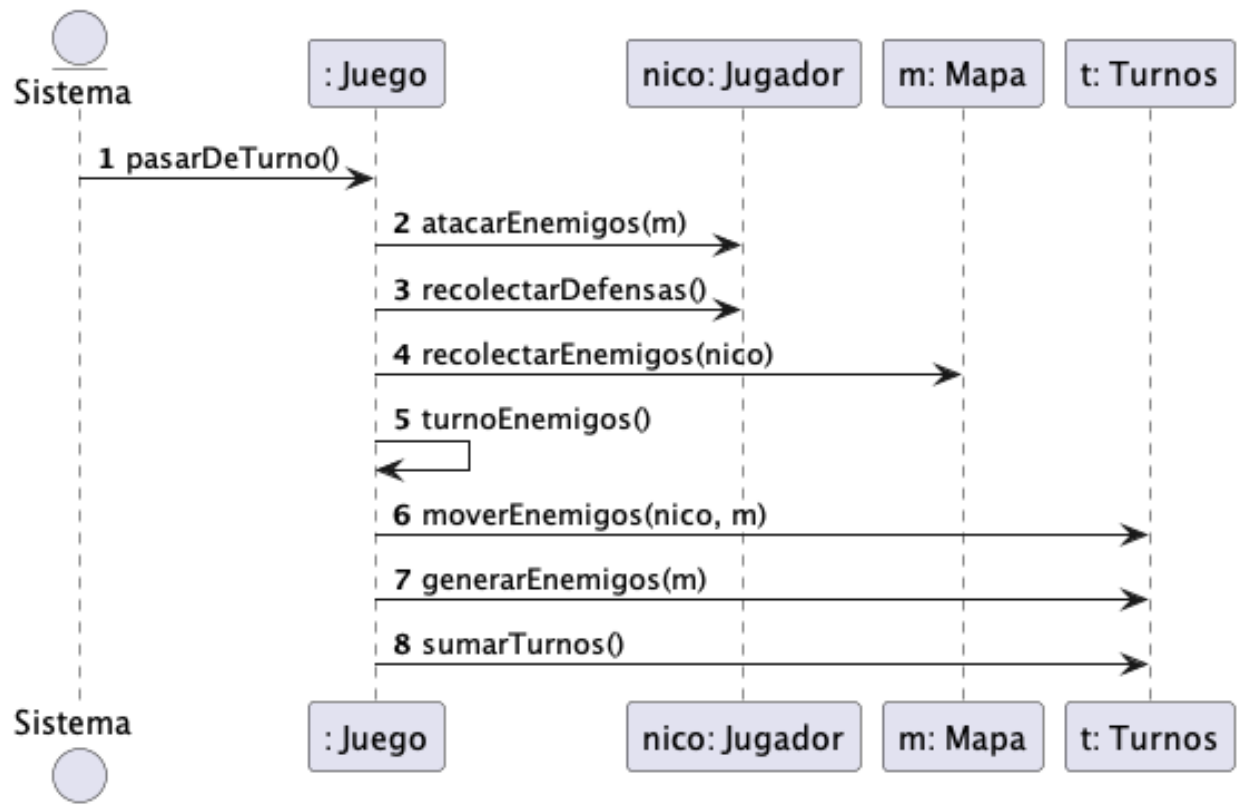 Sistema
: Juego
nico: Jugador
m: Mapa
t: Turnos
1 pasarDeTurno()
2 atacarEnemigos(m)
3 recolectarDefensas()
4 recolectarEnemigos(nico)
5 turnoEnemigos()
6 moverEnemigos(nico, m)
7 generarEnemigos(m)
8 sumarTurnos()
Sistema
: Juego
nico: Jugador
m: Mapa
t: Turnos